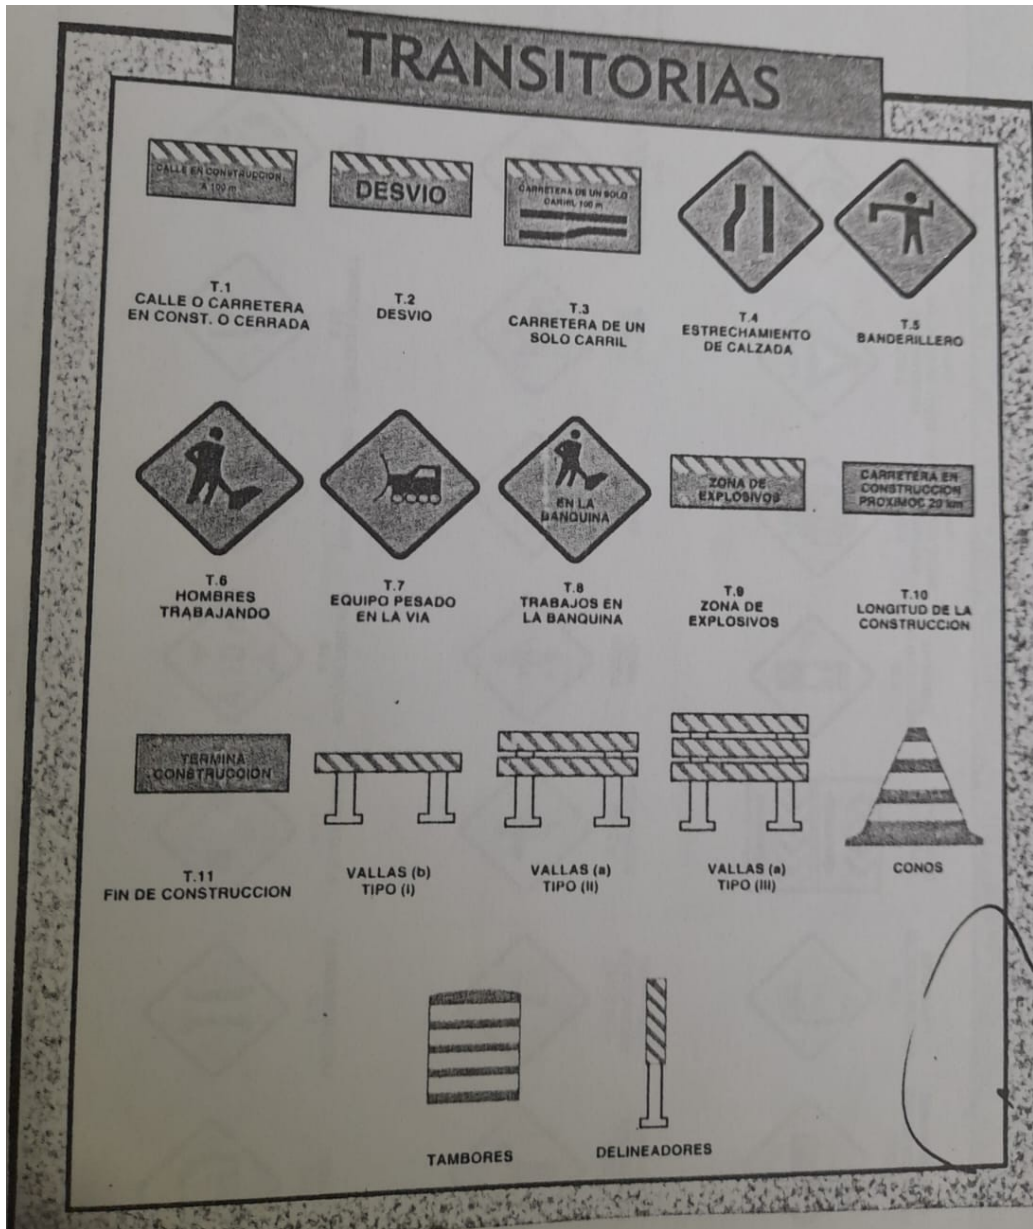 TRANSITORIAS
CALLE EN CONSTRUCCION
A 100 m
DESVIO
CARRETERA DE UN SOLO
CARRIL 100 m
T.1
CALLE O CARRETERA
EN CONST. O CERRADA
T.2
DESVIO
T.3
CARRETERA DE UN
SOLO CARRIL
T.4
ESTRECHAMIENTO
DE CALZADA
T.5
BANDERILLERO
EN LA
BANQUINA
ZONA DE
EXPLOSIVOS
CARRETERA EN
CONSTRUCCION
PROXIMOS 20 km
T.6
HOMBRES
TRABAJANDO
T.7
EQUIPO PESADO
EN LA VIA
T.8
TRABAJOS EN
LA BANQUINA
T.9
ZONA DE
EXPLOSIVOS
T.10
LONGITUD DE LA
CONSTRUCCION
TERMINA
CONSTRUCCIÓN
T.11
FIN DE CONSTRUCCION
VALLAS (b)
TIPO (I)
VALLAS (a)
TIPO (II)
VALLAS (a)
TIPO (III)
CONOS
TAMBORES
DELINEADORES